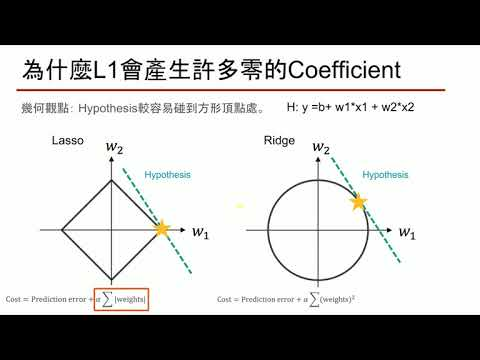 為什麼L1會產生許多零的Coefficient
幾何觀點： Hypothesis較容易碰到方形頂點處。
H: y =b+ w1*x1 + w2*x2
Lasso
w₂
Hypothesis
w₁
Cost = Prediction error + α ∑ |weights|
Ridge
w₂
Hypothesis
w₁
Cost = Prediction error + α ∑ (weights)²